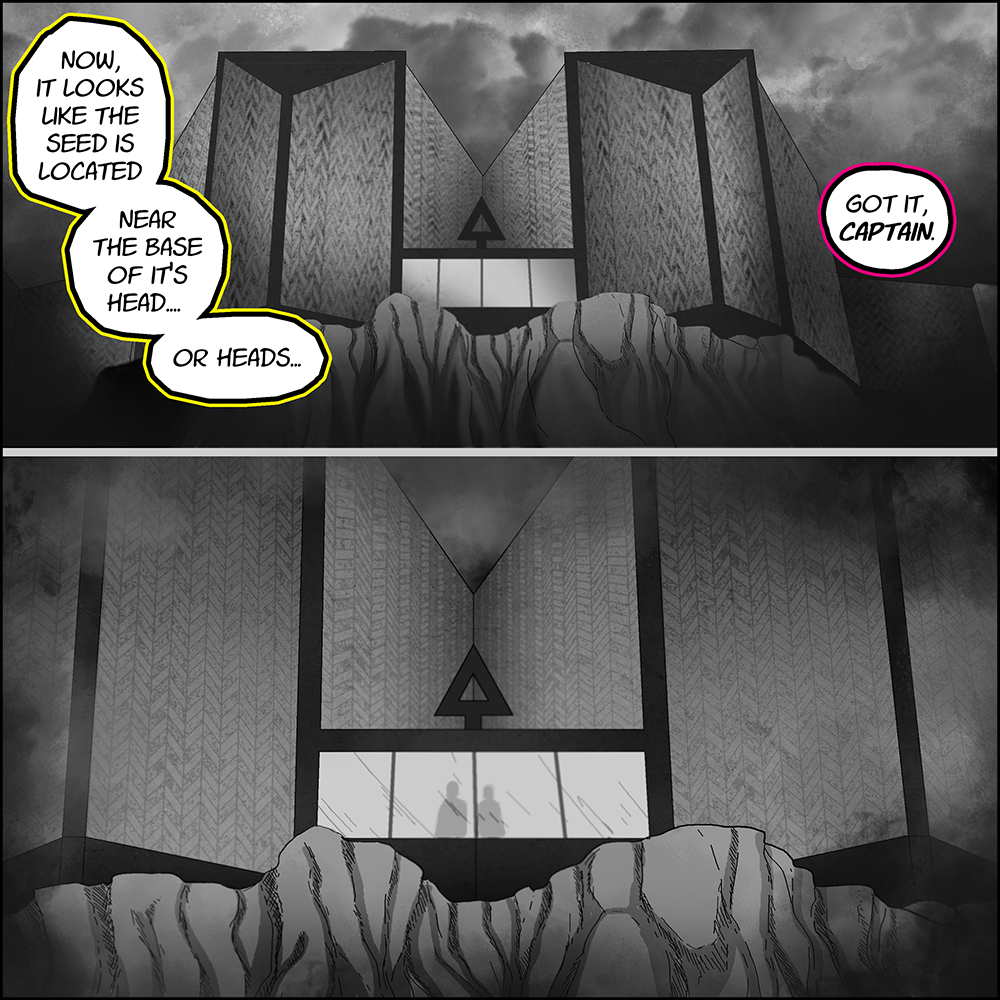 NOW,
IT LOOKS
LIKE THE
SEED IS
LOCATED
NEAR
THE BASE
OF IT'S
HEAD....
OR HEADS...
GOT IT,
CAPTAIN.